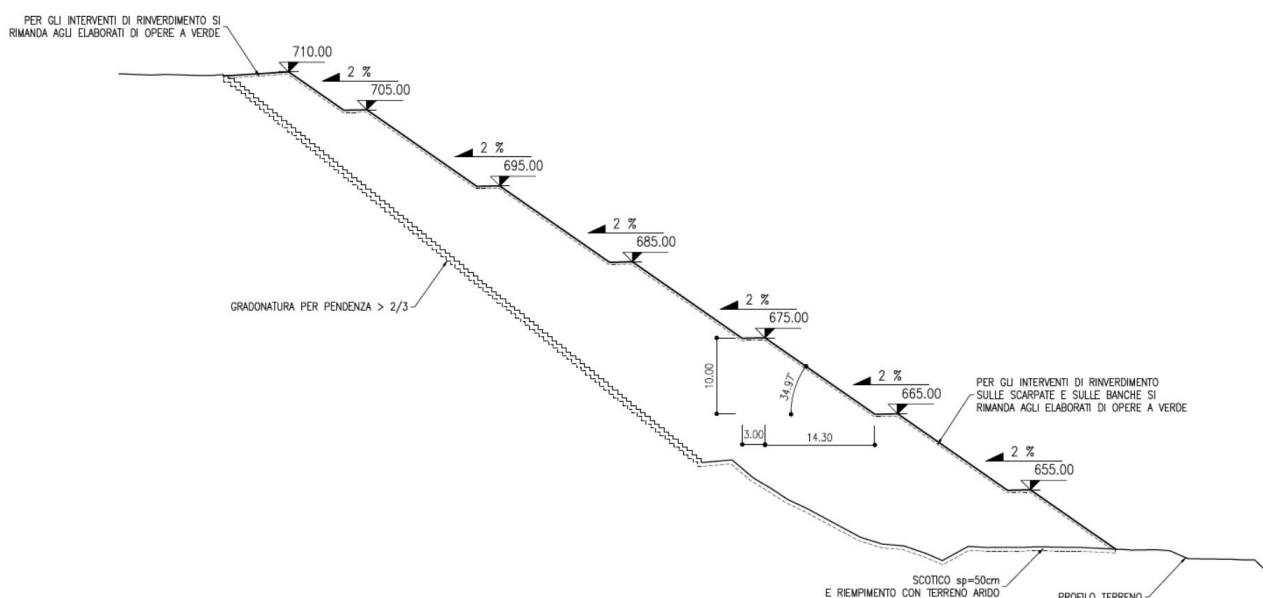 PER GLI INTERVENTI DI RINVERDIMENTO SI
RIMANDA AGLI ELABORATI DI OPERE A VERDE
710.00
2 %
705.00
2 %
695.00
2 %
685.00
GRADONATURA PER PENDENZA > 2/3
2 %
675.00
10.00
34.97°
3.00
14.30
2 %
665.00
PER GLI INTERVENTI DI RINVERDIMENTO
SULLE SCARPATE E SULLE BANCHE SI
RIMANDA AGLI ELABORATI DI OPERE A VERDE
2 %
655.00
SCOTICO sp=50cm
E RIEMPIMENTO CON TERRENO ARIDO
PROFILO TERRENO